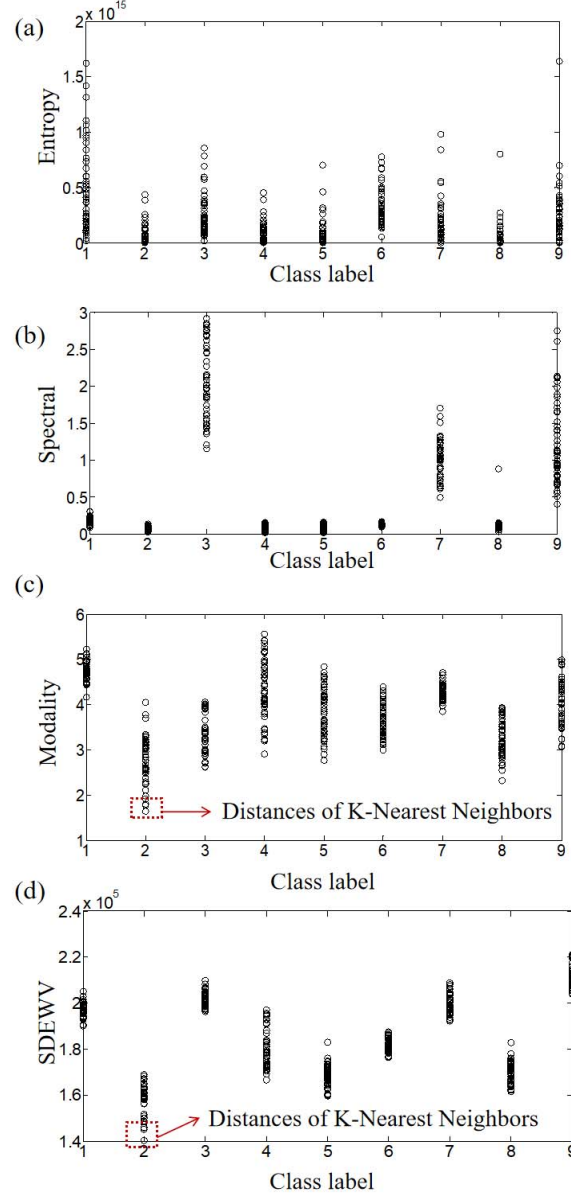 (a)
2 x 10^15
1.5
1
0.5
0
Entropy
1 2 3 4 5 6 7 8 9
Class label
(b)
3
2.5
2
1.5
1
0.5
0
Spectral
1 2 3 4 5 6 7 8 9
Class label
(c)
6
5
4
3
2
1
Modality
Distances of K-Nearest Neighbors
1 2 3 4 5 6 7 8 9
Class label
(d)
2.4 x 10^5
2.2
2
1.8
1.6
1.4
SDEWV
Distances of K-Nearest Neighbors
1 2 3 4 5 6 7 8 9
Class label